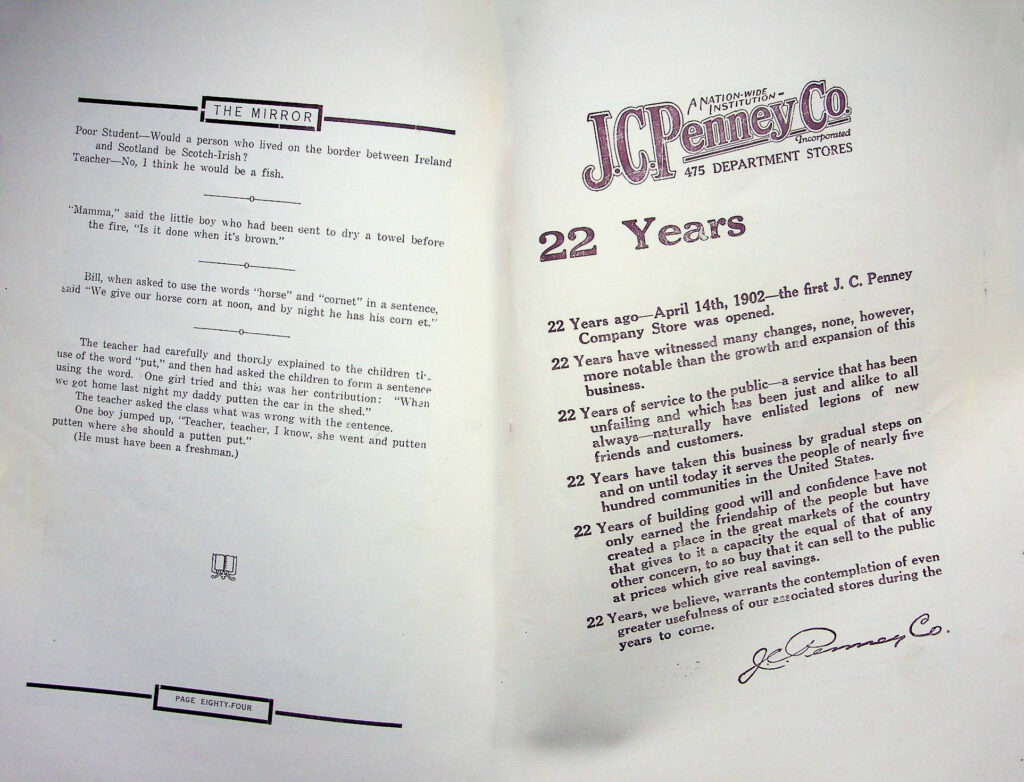 THE MIRROR
Poor Student—Would a person who lived on the border between Ireland
and Scotland be Scotch-Irish?
Teacher—No, I think he would be a fish.
"Mamma," said the little boy who had been sent to dry a towel before
the fire, "Is it done when it's brown."
Bill, when asked to use the words "horse" and "cornet" in a sentence,
said "We give our horse corn at noon, and by night he has his corn et."
The teacher had carefully and thorcly explained to the children the
use of the word "put," and then had asked the children to form a sentence
using the word. One girl tried and this was her contribution: "When
we got home last night my daddy putten the car in the shed."
The teacher asked the class what was wrong with the sentence.
One boy jumped up, "Teacher, teacher, I know, she went and putten
putten where she should a putten put."
(He must have been a freshman.)
PAGE EIGHTY-FOUR
A NATION-WIDE
INSTITUTION-
J.C.Penney Co.
Incorporated
475 DEPARTMENT STORES
22 Years
22 Years ago—April 14th, 1902—the first J. C. Penney
Company Store was opened.
22 Years have witnessed many changes, none, however,
more notable than the growth and expansion of this
business.
22 Years of service to the public—a service that has been
unfailing and which has been just and alike to all
always—naturally have enlisted legions of new
friends and customers.
22 Years have taken this business by gradual steps on
and on until today it serves the people of nearly five
hundred communities in the United States.
22 Years of building good will and confidence have not
only earned the friendship of the people but have
created a place in the great markets of the country
that gives to it a capacity the equal of that of any
other concern, to so buy that it can sell to the public
at prices which give real savings.
22 Years, we believe, warrants the contemplation of even
greater usefulness of our associated stores during the
years to come.
J.C. Penney Co.